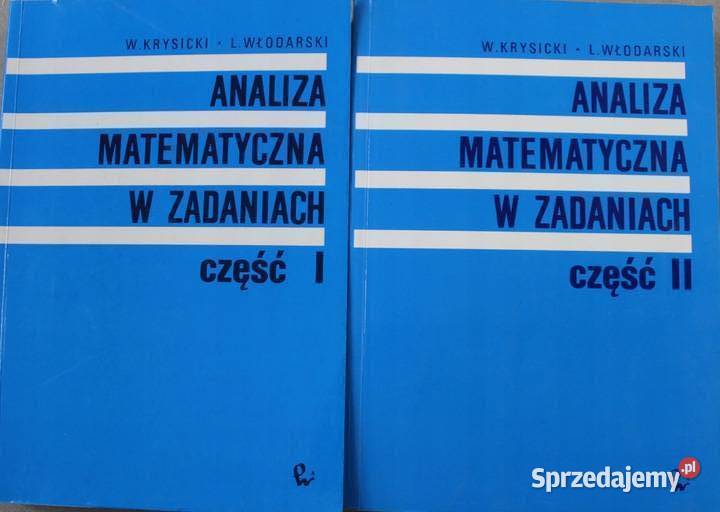 W. KRYSICKI · L. WŁODARSKI
ANALIZA
MATEMATYCZNA
W ZADANIACH
część I
W. KRYSICKI · L. WŁODARSKI
ANALIZA
MATEMATYCZNA
W ZADANIACH
część II
Sprzedajemy.pl